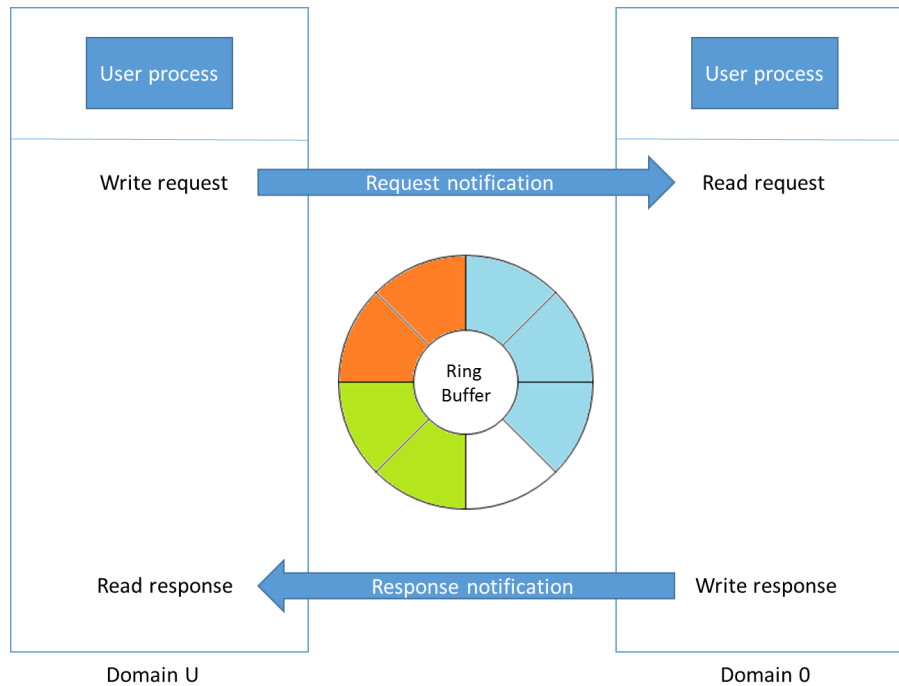 User process
User process
Write request
Request notification
Read request
Ring
Buffer
Read response
Response notification
Write response
Domain U
Domain 0